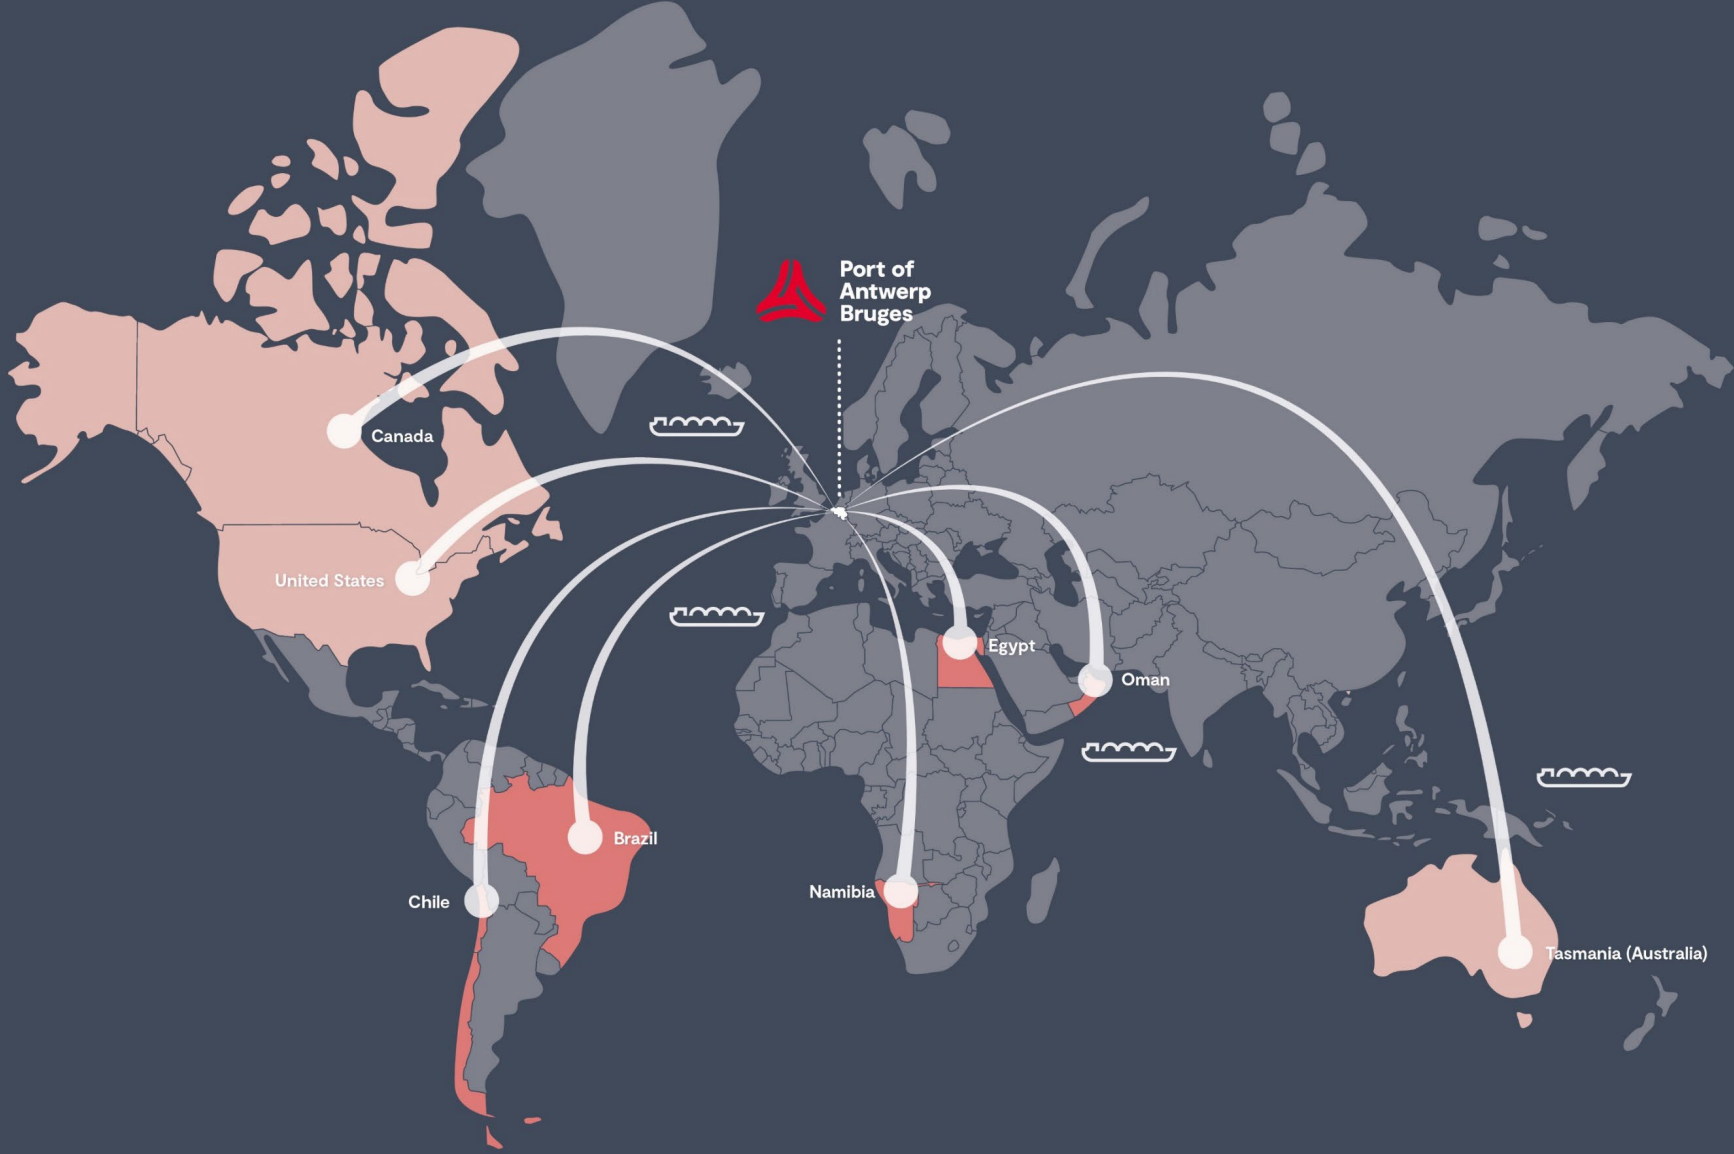 Port of
Antwerp
Bruges
Canada
United States
Egypt
Oman
Brazil
Namibia
Chile
Tasmania (Australia)